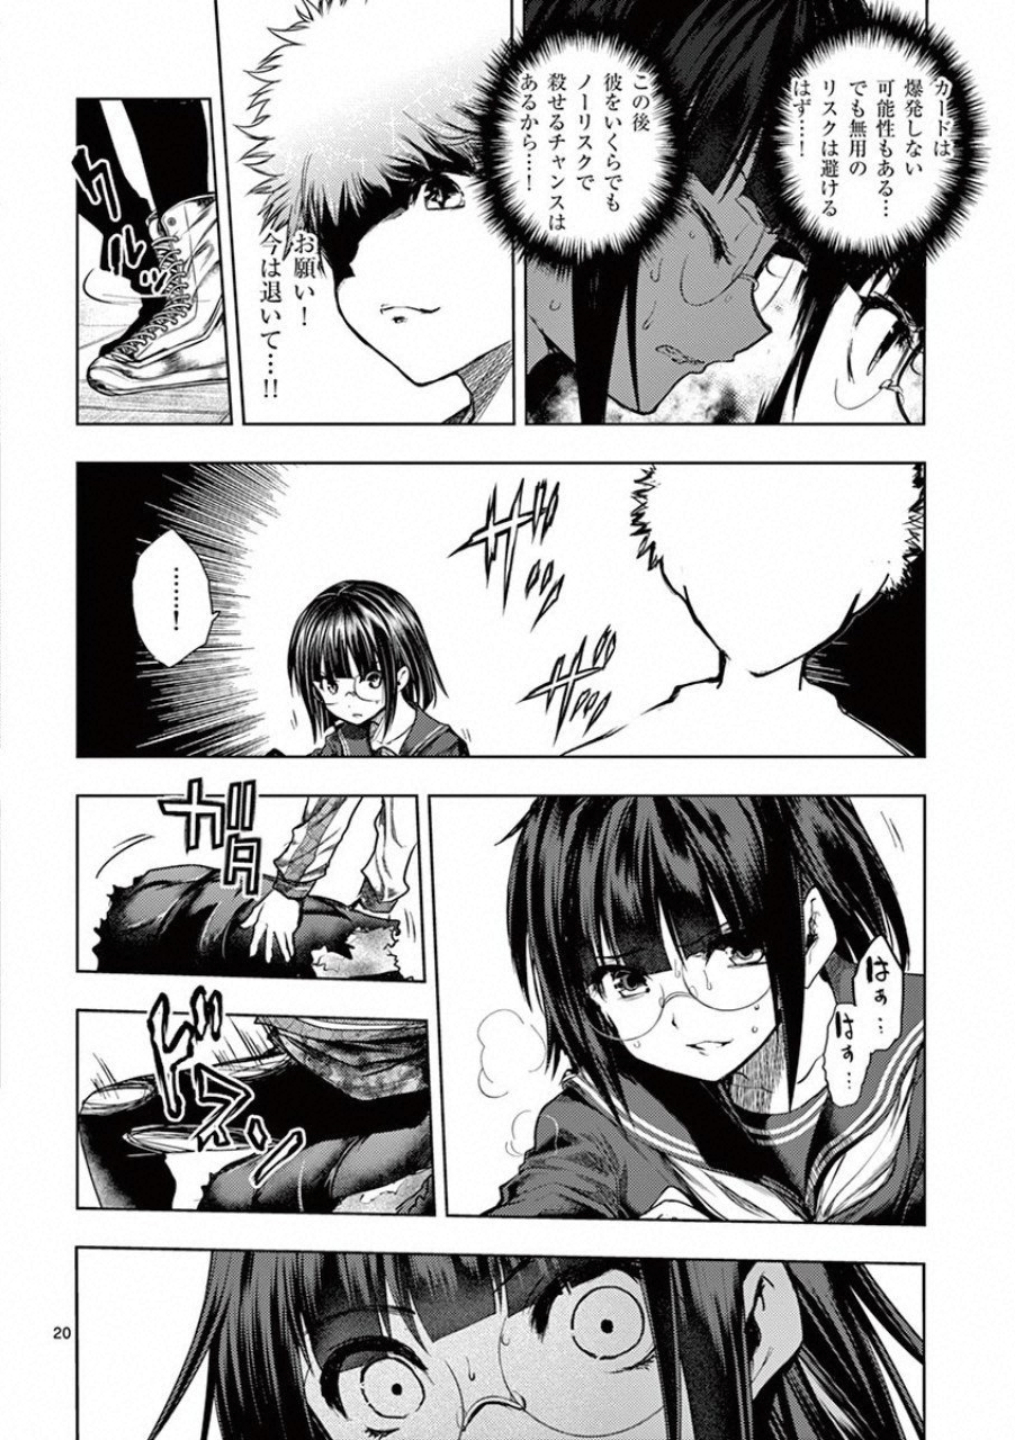 カードは
爆発しない
可能性もある…
でも無用の
リスクは避ける
はず…！
この後
彼をいくらでも
ノーリスクで
殺せるチャンスは
あるから…！
お願い！
今は退いて…!!
グルッ
ザッ
ザッ
……！
はぁ…
はぁ…
ガタ
ドズンッ
20